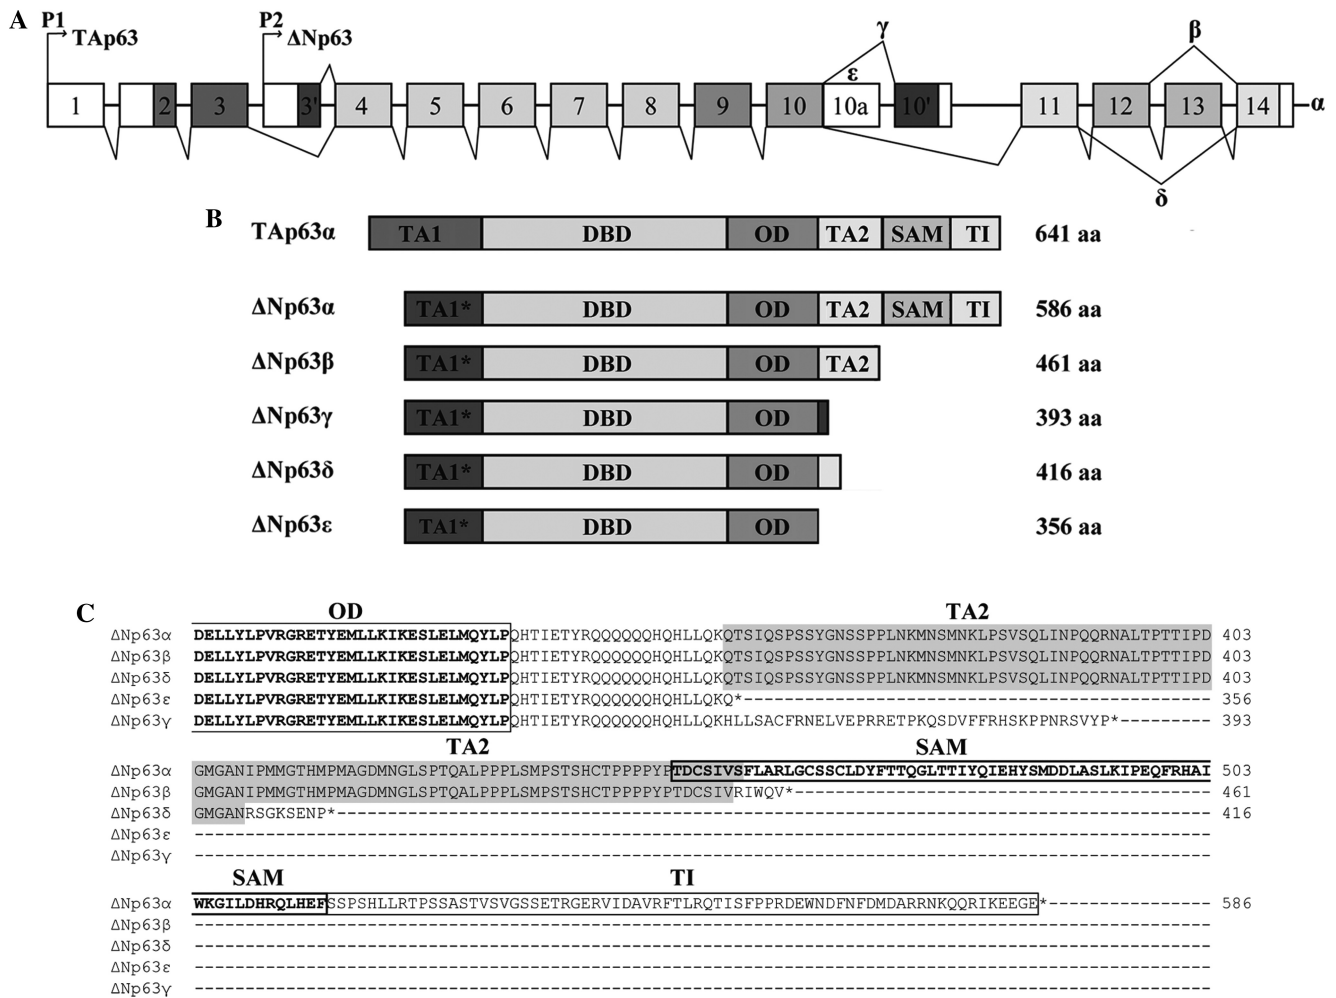 A
P1
TAp63
P2
ΔNp63
γ
β
ε
1 2 3 3' 4 5 6 7 8 9 10 10a 10' 11 12 13 14 α
δ
B
TAp63α TA1 DBD OD TA2 SAM TI 641 aa
ΔNp63α TA1* DBD OD TA2 SAM TI 586 aa
ΔNp63β TA1* DBD OD TA2 461 aa
ΔNp63γ TA1* DBD OD 393 aa
ΔNp63δ TA1* DBD OD 416 aa
ΔNp63ε TA1* DBD OD 356 aa
C
OD TA2
ΔNp63α DELLYLPVRGRETYEMLLKIKESLELMQYLPQHTIETYRQQQQQQHQHLLQKQTSIQSPSSYGNSSPPLNKMNSMNKLPSVSQLINPQQRNALTPTTIPD 403
ΔNp63β DELLYLPVRGRETYEMLLKIKESLELMQYLPQHTIETYRQQQQQQHQHLLQKQTSIQSPSSYGNSSPPLNKMNSMNKLPSVSQLINPQQRNALTPTTIPD 403
ΔNp63δ DELLYLPVRGRETYEMLLKIKESLELMQYLPQHTIETYRQQQQQQHQHLLQKQTSIQSPSSYGNSSPPLNKMNSMNKLPSVSQLINPQQRNALTPTTIPD 403
ΔNp63ε DELLYLPVRGRETYEMLLKIKESLELMQYLPQHTIETYRQQQQQQHQHLLQKQ*---------------------------------------------- 356
ΔNp63γ DELLYLPVRGRETYEMLLKIKESLELMQYLPQHTIETYRQQQQQQHQHLLQKHLLSACFRNELVEPRRETPKQSDVFFRHSKPPNRSVYP*--------- 393
TA2 SAM
ΔNp63α GMGANIPMMGTHMPMAGDMNGLSPTQALPPPLSMPSTSHCTPPPPYPTDCSIVSFLARLGCSSCLDYFTTQGLTTIYQIEHYSMDDLASLKIPEQFRHAI 503
ΔNp63β GMGANIPMMGTHMPMAGDMNGLSPTQALPPPLSMPSTSHCTPPPPYPTDCSIVRIWQV*----------------------------------------- 461
ΔNp63δ GMGANRSGKSENP*-------------------------------------------------------------------------------------- 416
ΔNp63ε ----------------------------------------------------------------------------------------------------
ΔNp63γ ----------------------------------------------------------------------------------------------------
SAM TI
ΔNp63α WKGILDHRQLHEFSSPSHLLRTPSSASTVSVGSSETRGERVIDAVRFTLRQTISFPPRDEWNDFNFDMDARRNKQQRIKEEGE*---------------- 586
ΔNp63β ----------------------------------------------------------------------------------------------------
ΔNp63δ ----------------------------------------------------------------------------------------------------
ΔNp63ε ----------------------------------------------------------------------------------------------------
ΔNp63γ ----------------------------------------------------------------------------------------------------